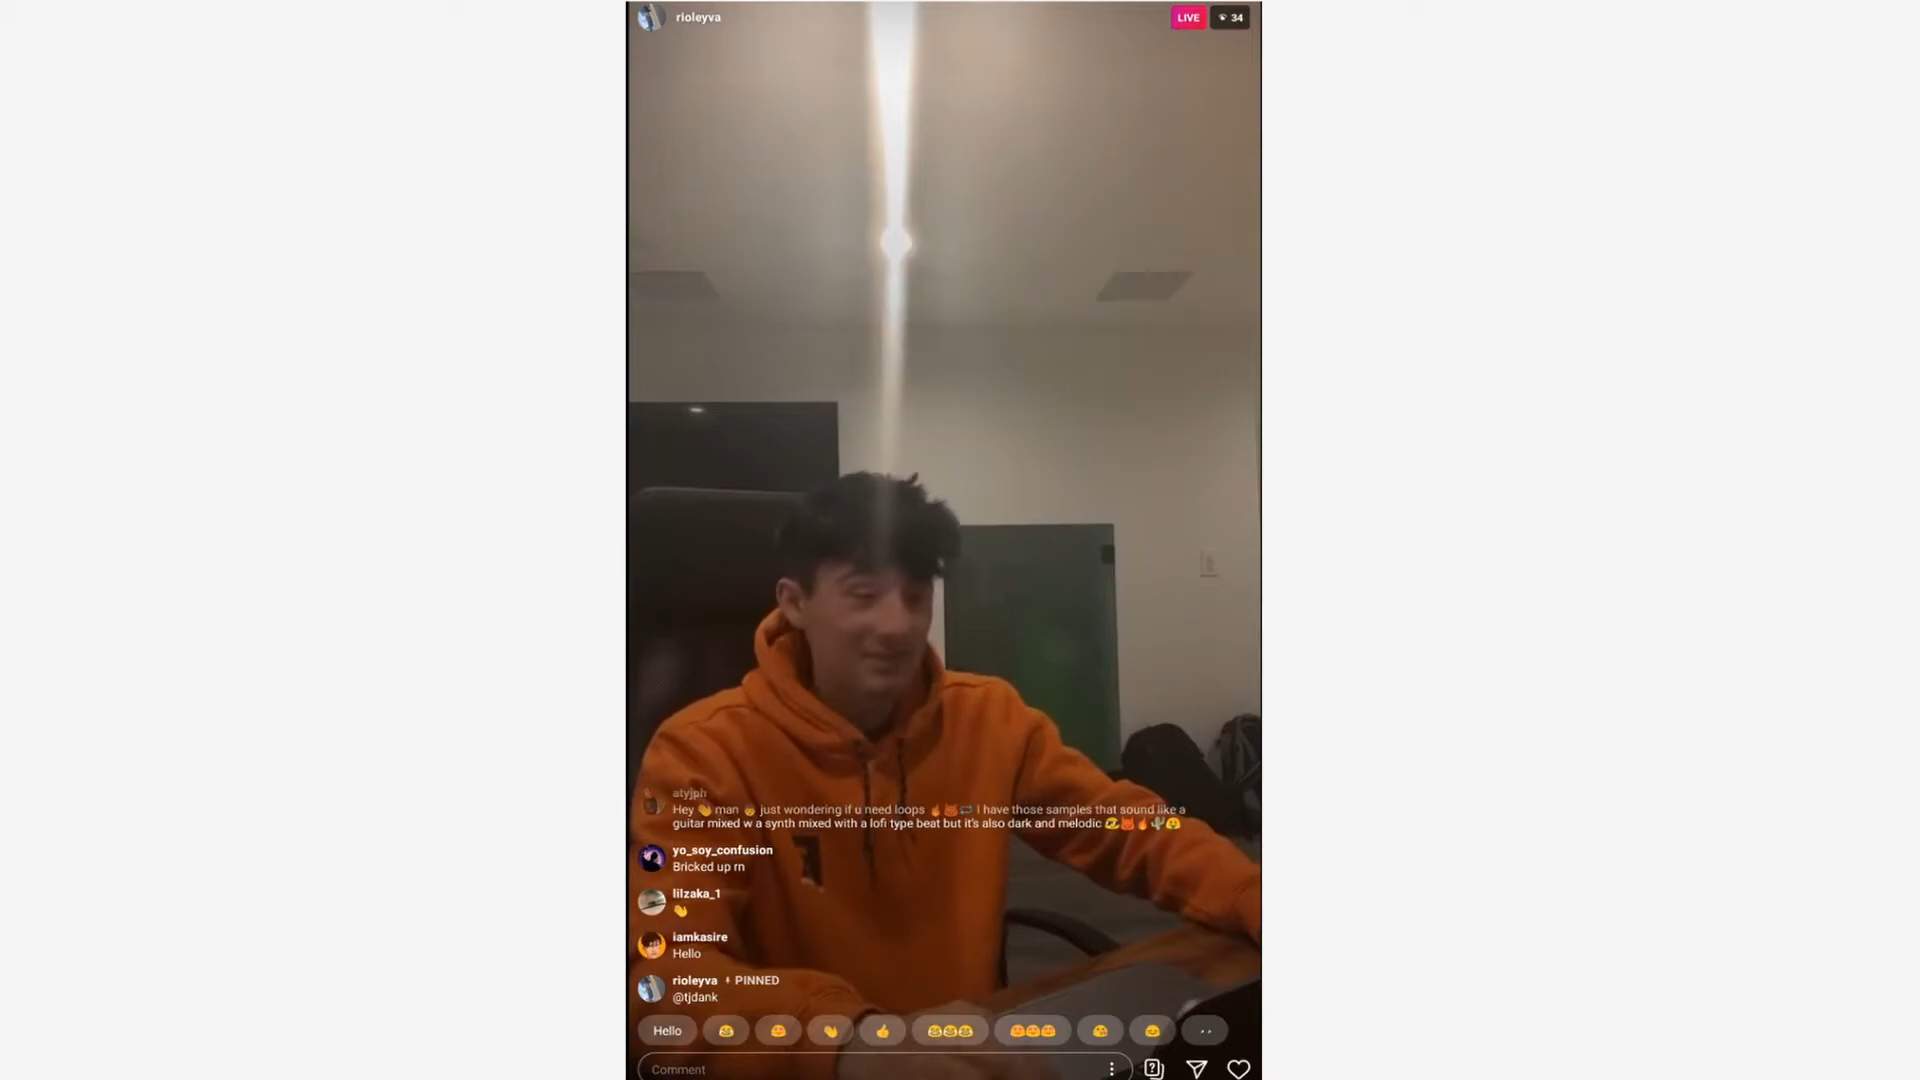 rioleyva
LIVE
34
atyjph
Hey 👋 man 🤯 just wondering if u need loops 🔥👹🔁 I have those samples that sound like a
guitar mixed w a synth mixed with a lofi type beat but it's also dark and melodic 🌮👹🔥🌵🤑
yo_soy_confusion
Bricked up rn
lilzaka_1
👋
iamkasire
Hello
rioleyva PINNED
@tjdank
Hello 😂 🥰 👋 👍 😂😂😂 🥰🥰🥰 😘 😊
Comment